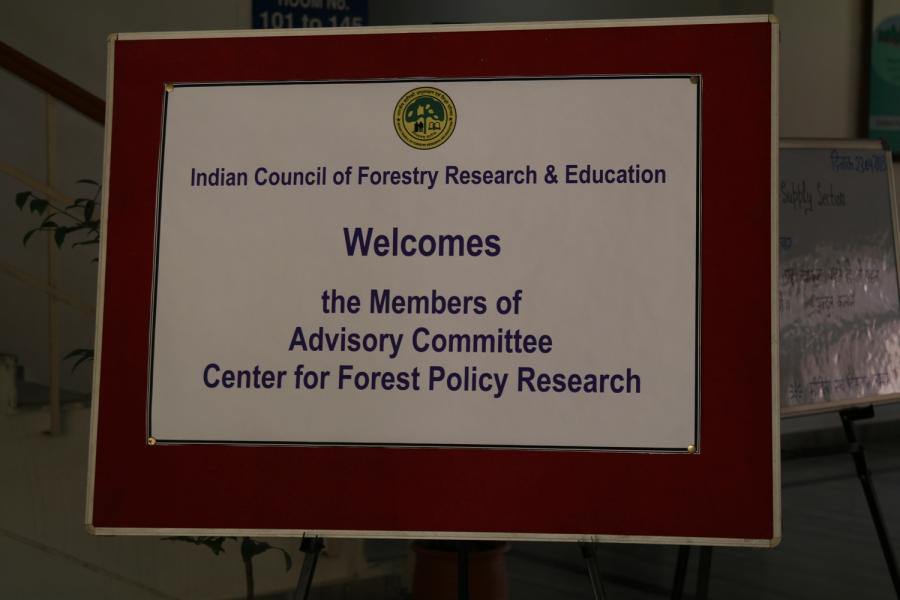 ROOM NO.
101 to 145
Indian Council of Forestry Research & Education
Welcomes
the Members of
Advisory Committee
Center for Forest Policy Research
दिनांक
Supply Section